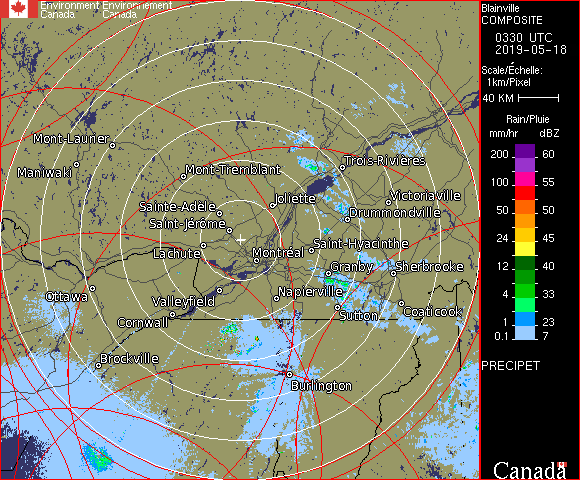 Environment Environnement
Canada Canada
Blainville
COMPOSITE
0330 UTC
2019-05-18
Scale/Échelle:
1km/Pixel
40 KM
Rain/Pluie
mm/hr dBZ
200 60
100 55
50 50
24 45
12 40
4 33
1 23
0.1 7
PRECIPET
Canada
Mont-Laurier
Maniwaki
Mont-Tremblant
Trois-Rivières
Joliette
Victoriaville
Sainte-Adèle
Drummondville
Saint-Jérôme
Lachute
Montréal
Saint-Hyacinthe
Granby
Sherbrooke
Ottawa
Valleyfield
Napierville
Cornwall
Sutton
Coaticook
Brockville
Burlington